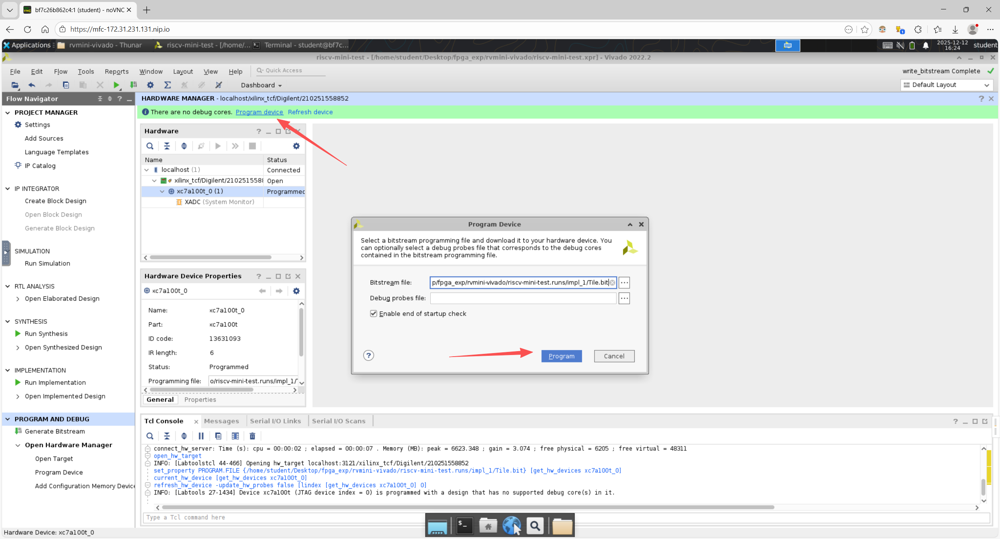 bf7c26b862c4:1 (student) - noVNC
https://mfc-172.31.231.131.nip.io
Applications
rvmini-vivado - Thunar
riscv-mini-test - [/home/...
Terminal - student@bf7c...
2025-12-12
16:24
student
riscv-mini-test - [/home/student/Desktop/fpga_exp/rvmini-vivado/riscv-mini-test.xpr] - Vivado 2022.2
File Edit Flow Tools Reports Window Layout View Help
Quick Access
write_bitstream Complete
Dashboard
Default Layout
Flow Navigator
HARDWARE MANAGER - localhost/xilinx_tcf/Digilent/210251558852
There are no debug cores. Program device Refresh device
PROJECT MANAGER
Settings
Add Sources
Language Templates
IP Catalog
IP INTEGRATOR
Create Block Design
Open Block Design
Generate Block Design
SIMULATION
Run Simulation
RTL ANALYSIS
Open Elaborated Design
SYNTHESIS
Run Synthesis
Open Synthesized Design
IMPLEMENTATION
Run Implementation
Open Implemented Design
PROGRAM AND DEBUG
Generate Bitstream
Open Hardware Manager
Open Target
Program Device
Add Configuration Memory Device
Hardware
Name Status
localhost (1) Connected
xilinx_tcf/Digilent/2102515588 Open
xc7a100t_0 (1) Programmed
XADC (System Monitor)
Hardware Device Properties
xc7a100t_0
Name: xc7a100t_0
Part: xc7a100t
ID code: 13631093
IR length: 6
Status: Programmed
Programming file: o/riscv-mini-test.runs/impl_1/T
General Properties
Program Device
Select a bitstream programming file and download it to your hardware device. You
can optionally select a debug probes file that corresponds to the debug cores
contained in the bitstream programming file.
Bitstream file: p/fpga_exp/rvmini-vivado/riscv-mini-test.runs/impl_1/Tile.bit
Debug probes file:
Enable end of startup check
Program Cancel
Tcl Console Messages Serial I/O Links Serial I/O Scans
connect_hw_server: Time (s): cpu = 00:00:02 ; elapsed = 00:00:07 . Memory (MB): peak = 6623.348 ; gain = 3.074 ; free physical = 6205 ; free virtual = 48311
open_hw_target
INFO: [Labtoolstcl 44-466] Opening hw_target localhost:3121/xilinx_tcf/Digilent/210251558852
set_property PROGRAM.FILE {/home/student/Desktop/fpga_exp/rvmini-vivado/riscv-mini-test.runs/impl_1/Tile.bit} [get_hw_devices xc7a100t_0]
current_hw_device [get_hw_devices xc7a100t_0]
refresh_hw_device -update_hw_probes false [lindex [get_hw_devices xc7a100t_0] 0]
INFO: [Labtools 27-1434] Device xc7a100t (JTAG device index = 0) is programmed with a design that has no supported debug core(s) in it.
Type a Tcl command here
Hardware Device: xc7a100t_0